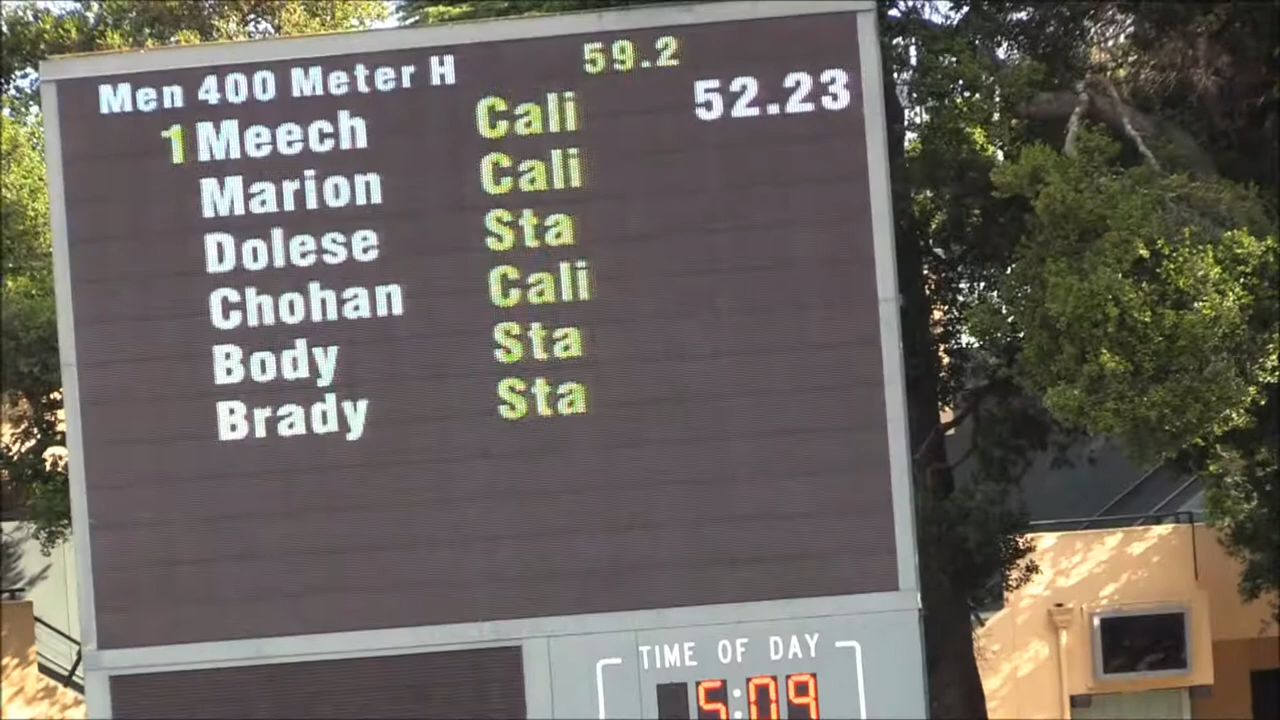 Men 400 Meter H 59.2
1 Meech Cali 52.23
Marion Cali
Dolese Sta
Chohan Cali
Body Sta
Brady Sta
TIME OF DAY
5:09